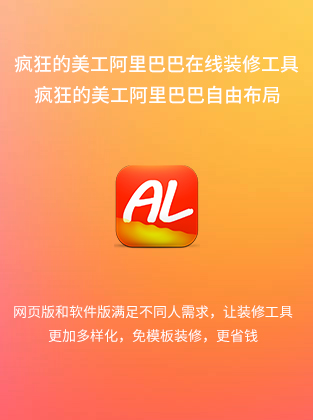 疯狂的美工阿里巴巴在线装修工具
疯狂的美工阿里巴巴自由布局
AL
网页版和软件版满足不同人需求，让装修工具
更加多样化，免模板装修，更省钱